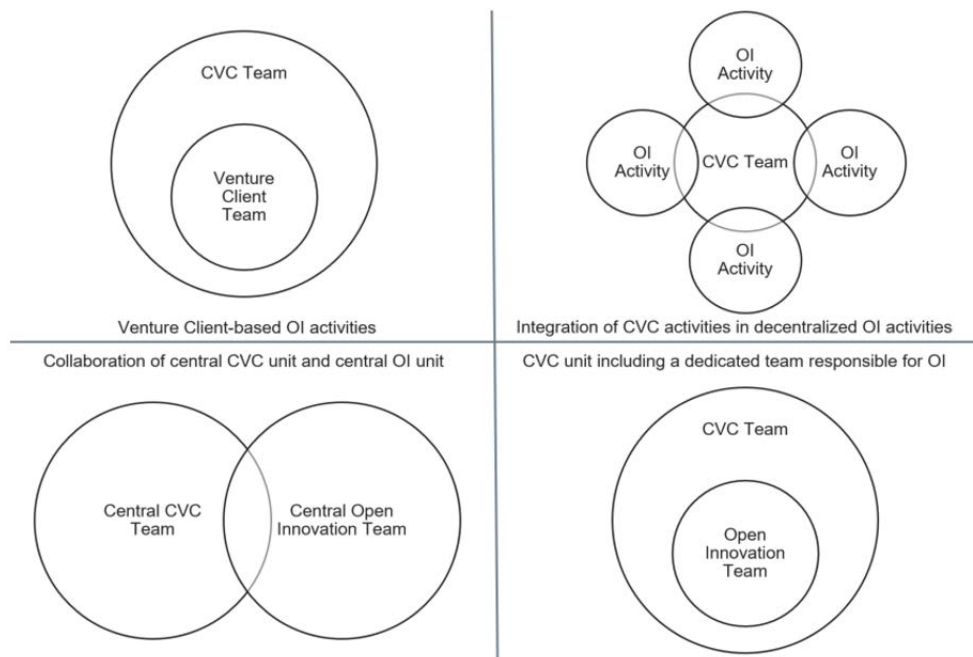 CVC Team
Venture
Client
Team
Venture Client-based OI activities
OI
Activity
OI
Activity
CVC Team
OI
Activity
OI
Activity
Integration of CVC activities in decentralized OI activities
Collaboration of central CVC unit and central OI unit
Central CVC
Team
Central Open
Innovation Team
CVC unit including a dedicated team responsible for OI
CVC Team
Open
Innovation
Team